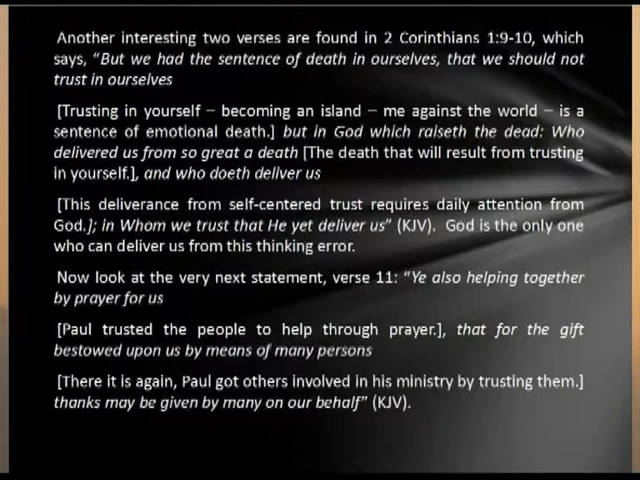 Another interesting two verses are found in 2 Corinthians 1:9-10, which
says, “But we had the sentence of death in ourselves, that we should not
trust in ourselves
[Trusting in yourself – becoming an island – me against the world – is a
sentence of emotional death.] but in God which raiseth the dead: Who
delivered us from so great a death [The death that will result from trusting
in yourself.], and who doeth deliver us
[This deliverance from self-centered trust requires daily attention from
God.]; in Whom we trust that He yet deliver us” (KJV). God is the only one
who can deliver us from this thinking error.
Now look at the very next statement, verse 11: “Ye also helping together
by prayer for us
[Paul trusted the people to help through prayer.], that for the gift
bestowed upon us by means of many persons
[There it is again, Paul got others involved in his ministry by trusting them.]
thanks may be given by many on our behalf” (KJV).